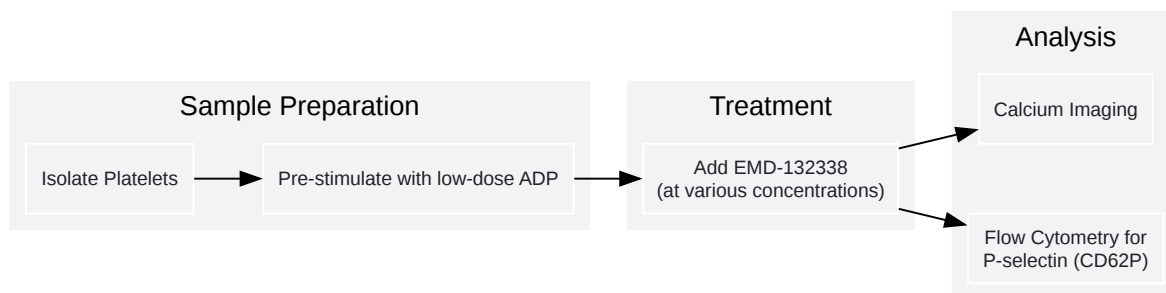 Sample Preparation
Isolate Platelets
Pre-stimulate with low-dose ADP
Treatment
Add EMD-132338
(at various concentrations)
Analysis
Calcium Imaging
Flow Cytometry for
P-selectin (CD62P)